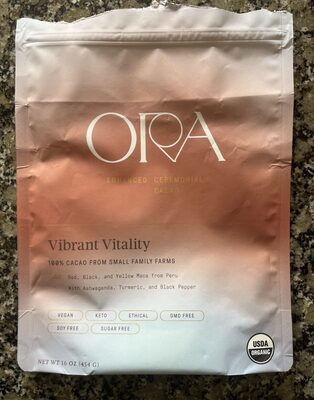 ORA
ENHANCED CEREMONIAL
CACAO
Vibrant Vitality
100% CACAO FROM SMALL FAMILY FARMS
Red, Black, and Yellow Maca from Peru
With Ashwaganda, Turmeric, and Black Pepper
VEGAN KETO ETHICAL GMO FREE
SOY FREE SUGAR FREE
USDA
ORGANIC
NET WT 16 OZ (454 G)